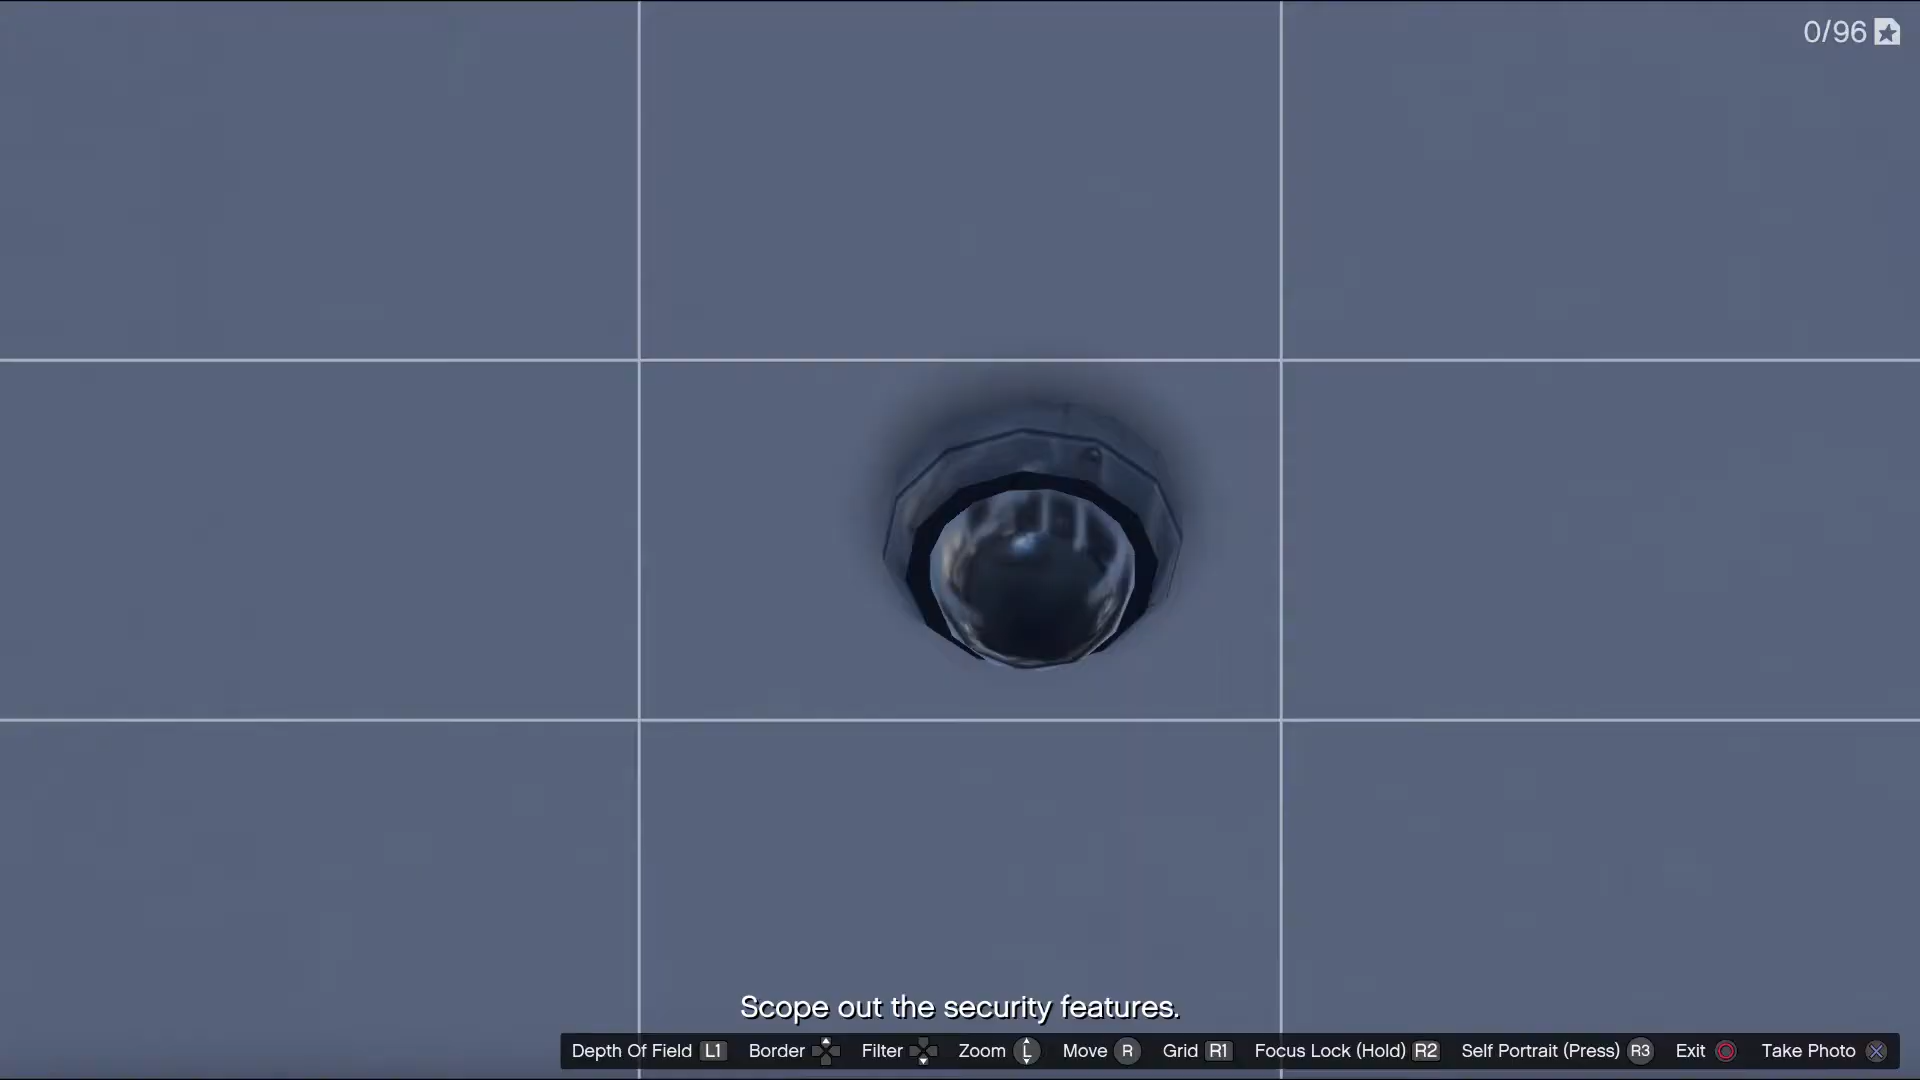 0/96
Scope out the security features.
Depth Of Field L1 Border Filter Zoom L Move R Grid R1 Focus Lock (Hold) R2 Self Portrait (Press) R3 Exit Take Photo